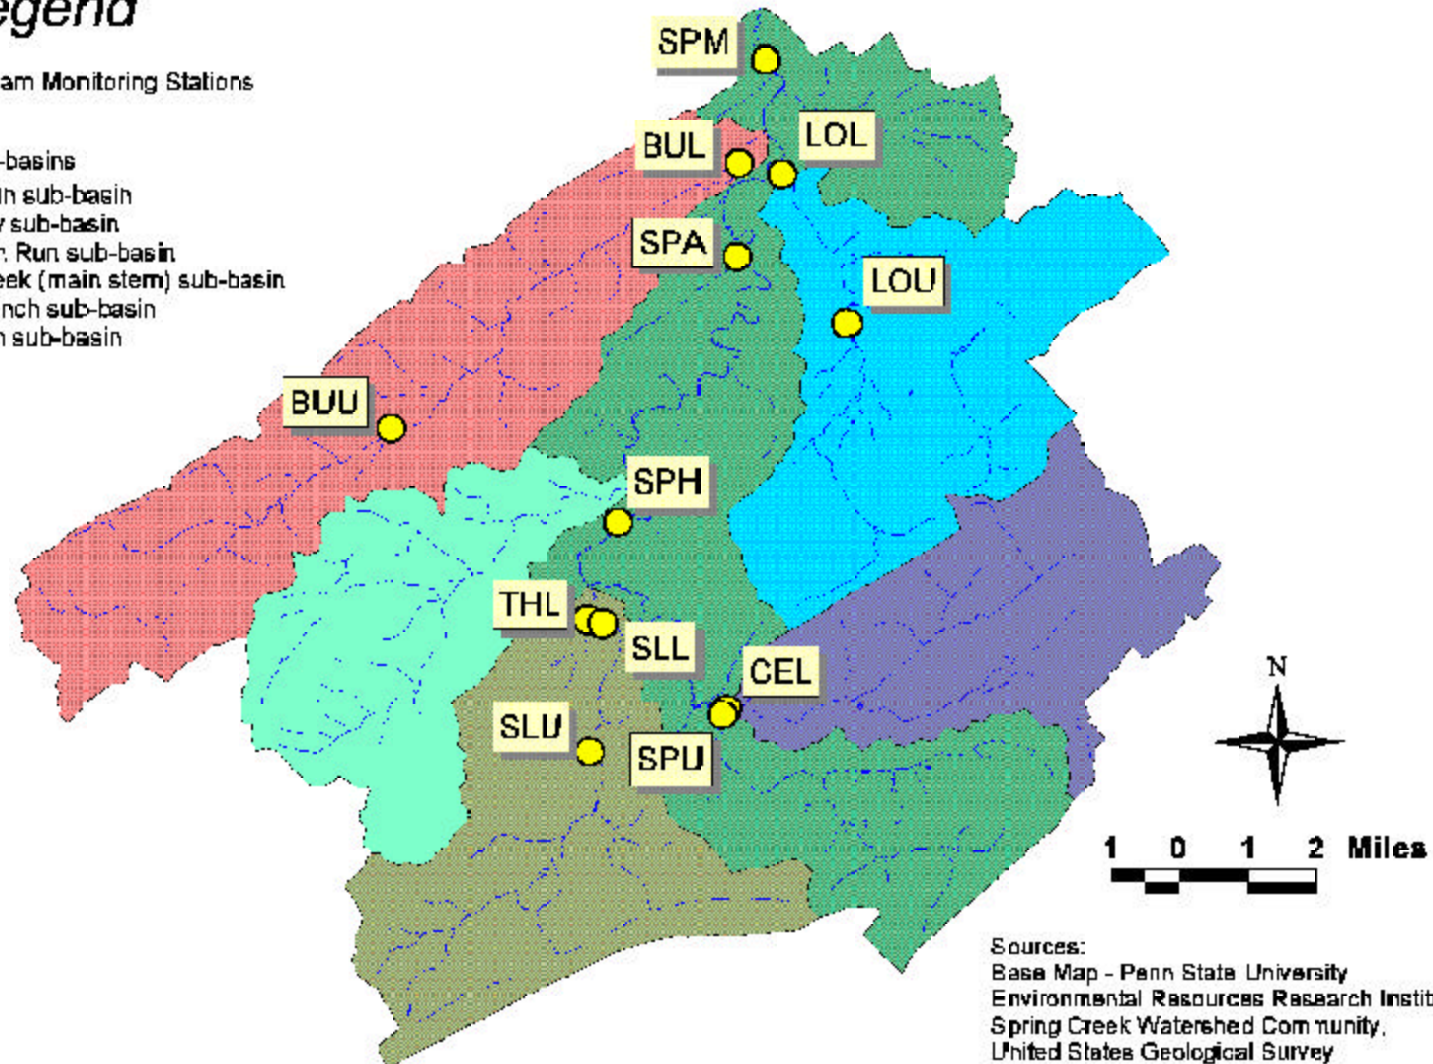 egend
am Monitoring Stations
-basins
in sub-basin
y sub-basin
n Run sub-basin
eek (main stem) sub-basin
nch sub-basin
n sub-basin
SPM
BUL
LOL
SPA
LOU
BUU
SPH
THL
SLL
CEL
SLU
SPU
N
1 0 1 2 Miles
Sources:
Base Map - Penn State University
Environmental Resources Research Instit
Spring Creek Watershed Community,
United States Geological Survey